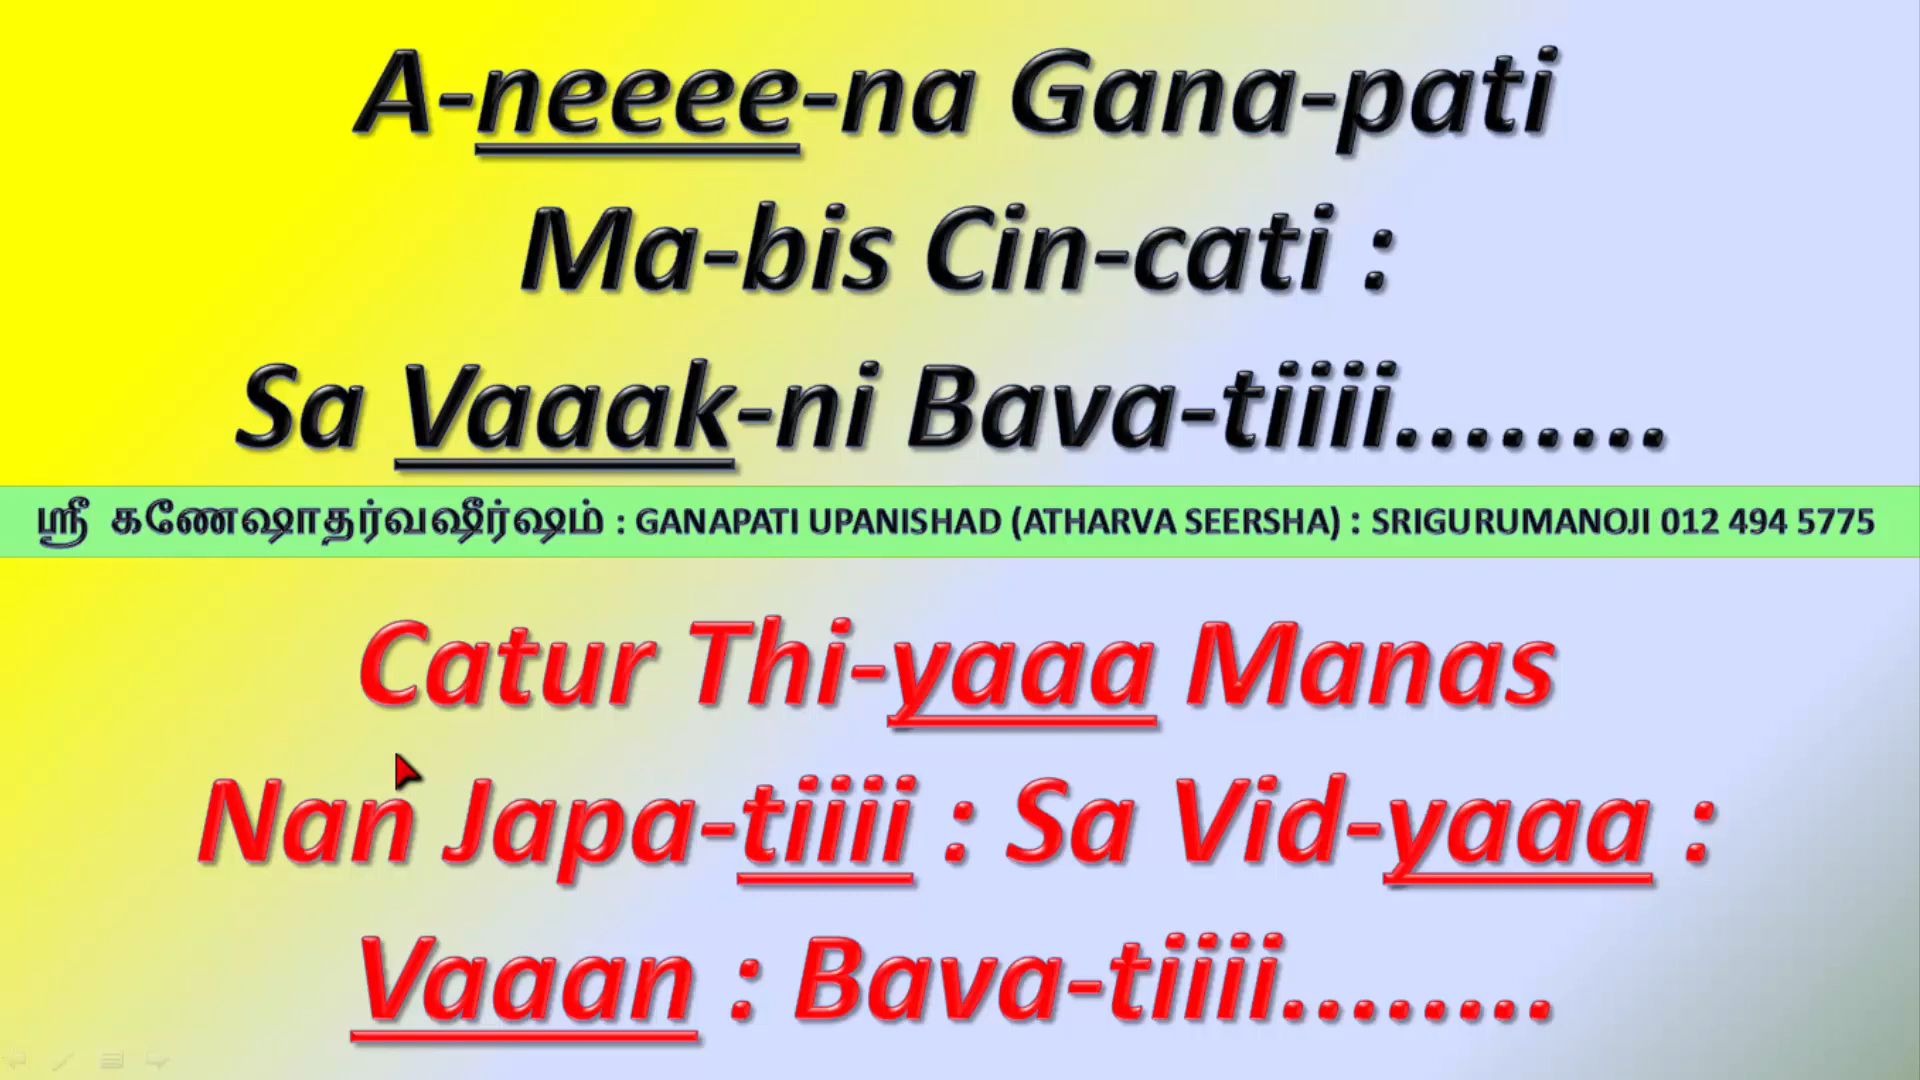 A-neeee-na Gana-pati
Ma-bis Cin-cati :
Sa Vaaak-ni Bava-tiiii........
ஸ்ரீ கணேஷாதர்வஷீர்ஷம் : GANAPATI UPANISHAD (ATHARVA SEERSHA) : SRIGURUMANOJI 012 494 5775
Catur Thi-yaaa Manas
Nan Japa-tiiii : Sa Vid-yaaa :
Vaaan : Bava-tiiii........